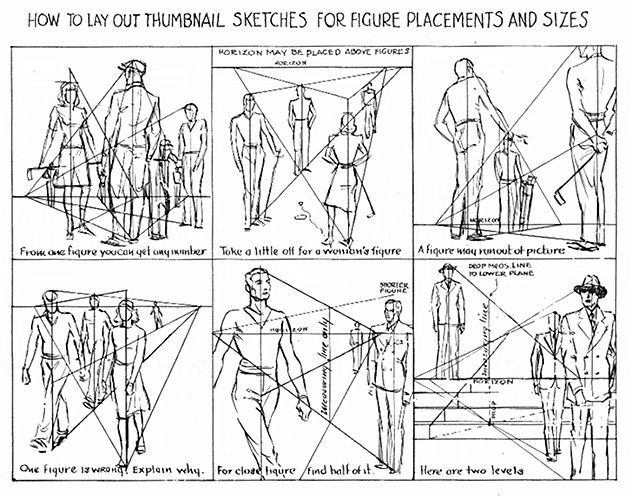 HOW TO LAY OUT THUMBNAIL SKETCHES FOR FIGURE PLACEMENTS AND SIZES
HORIZON MAY BE PLACED ABOVE FIGURES
HORIZON
HORIZON
From one figure you can get any number
Take a little off for a woman's figure
A figure may run out of picture
HORIZON
SHORTER
FIGURE
Measuring line only
DROP MEAS. LINE
TO LOWER PLANE
Measuring line
HORIZON
One figure is WRONG! Explain why.
For close figure find half of it.
Here are two levels